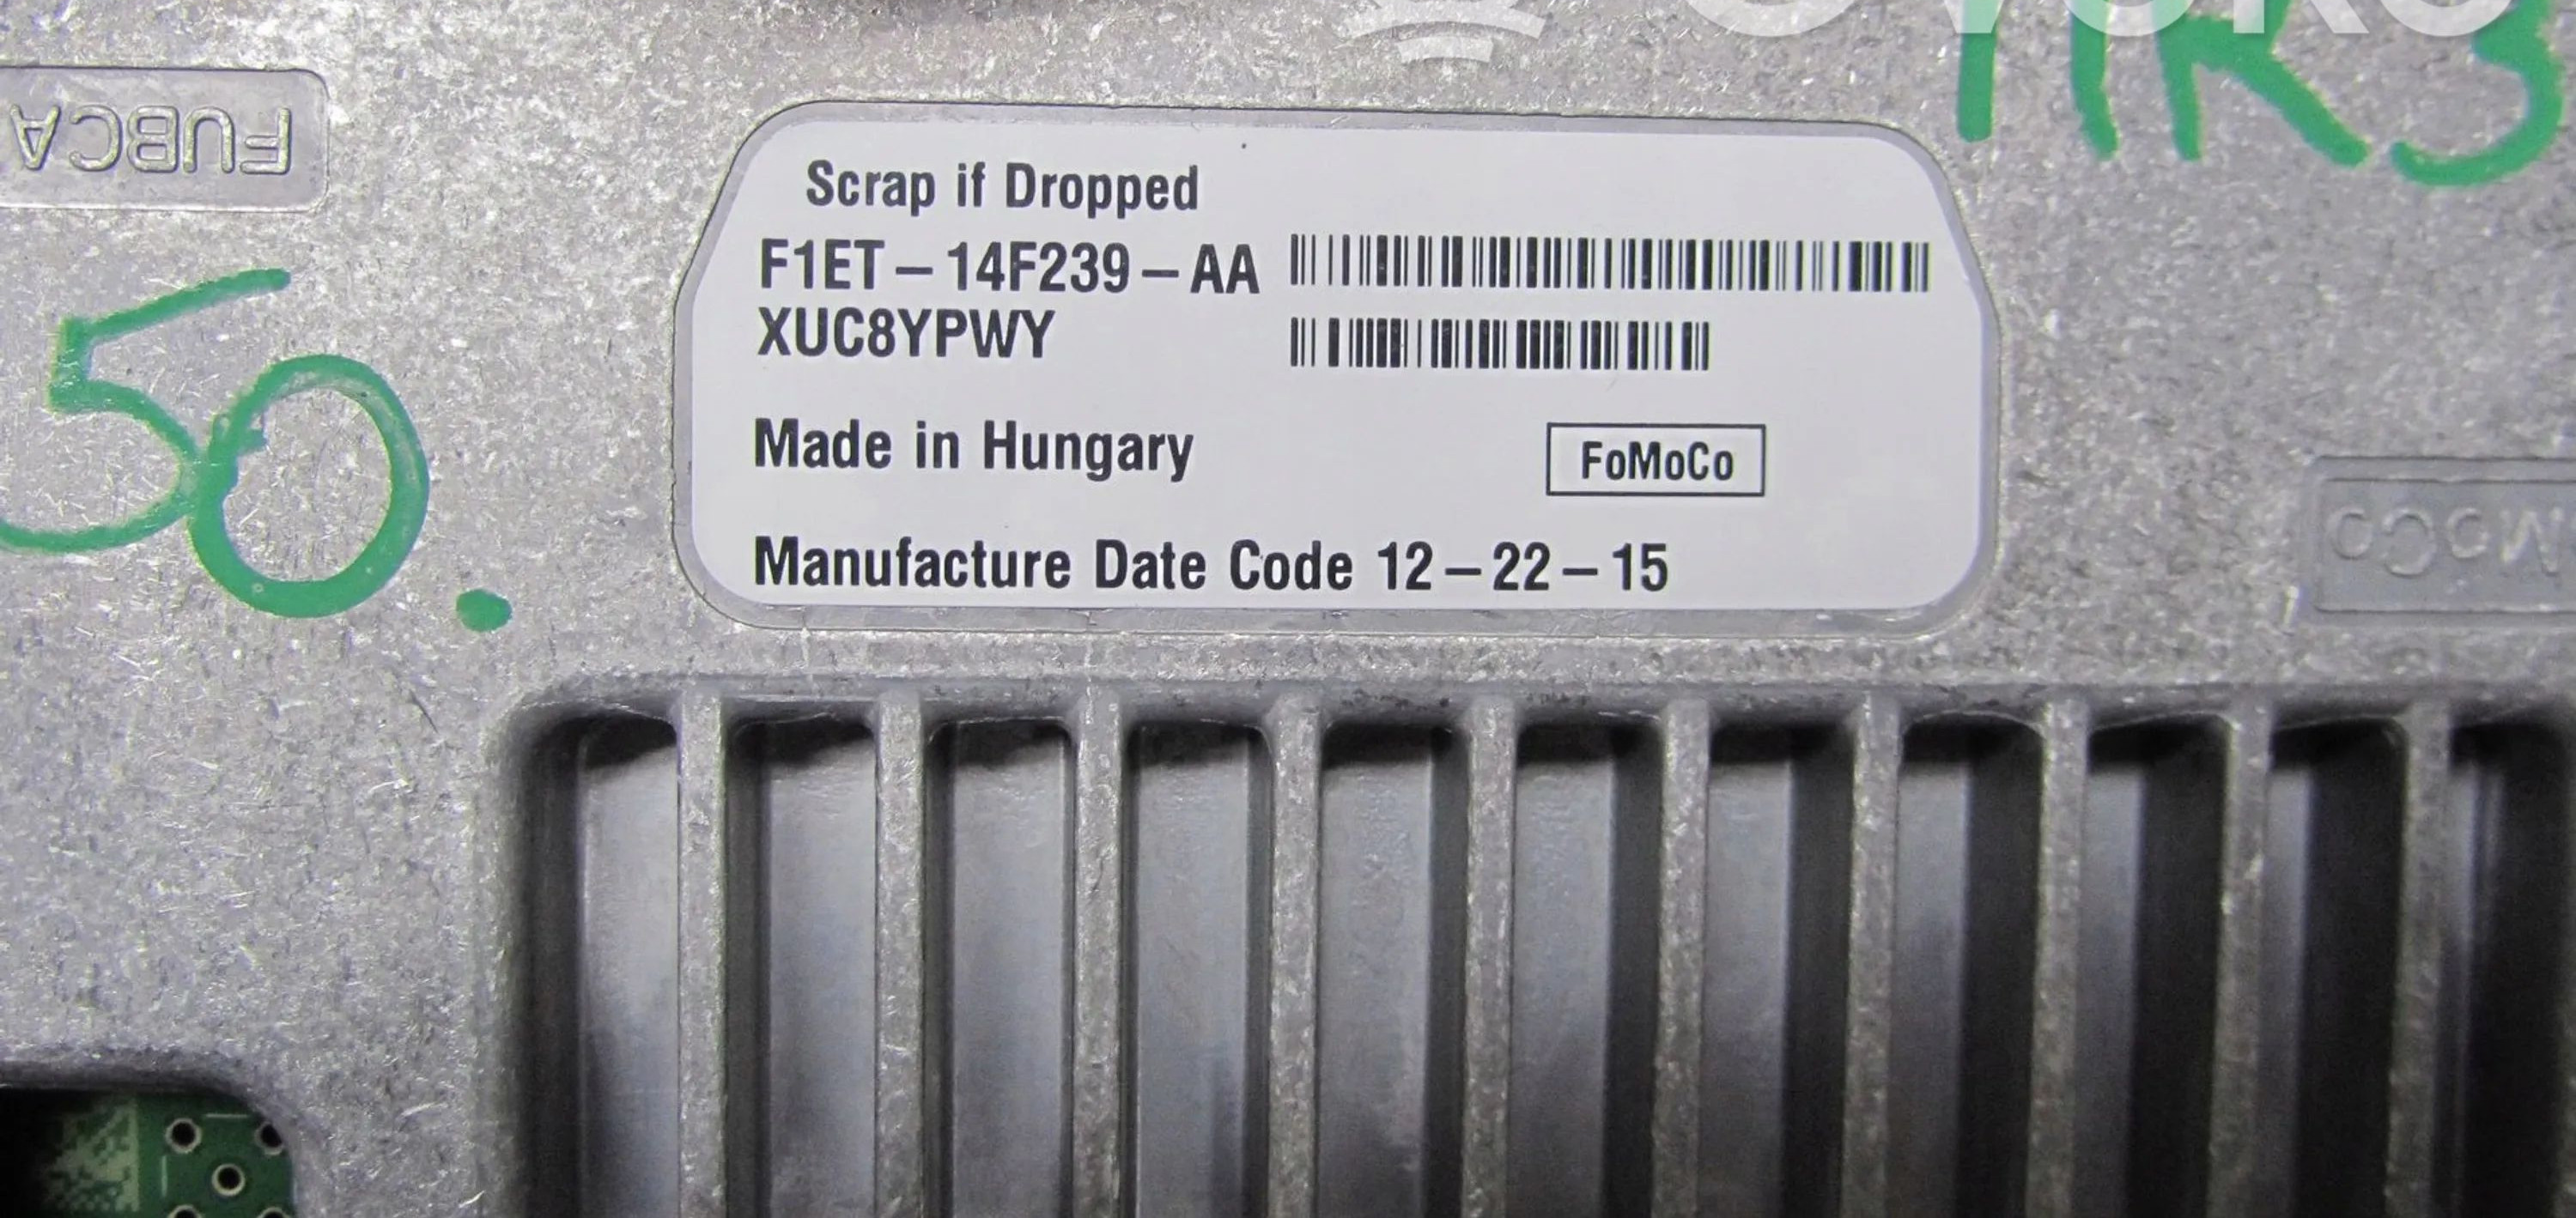 FUBCA
Scrap if Dropped
F1ET – 14F239 – AA
XUC8YPWY
Made in Hungary
FoMoCo
Manufacture Date Code 12 – 22 – 15
50.
MoCo